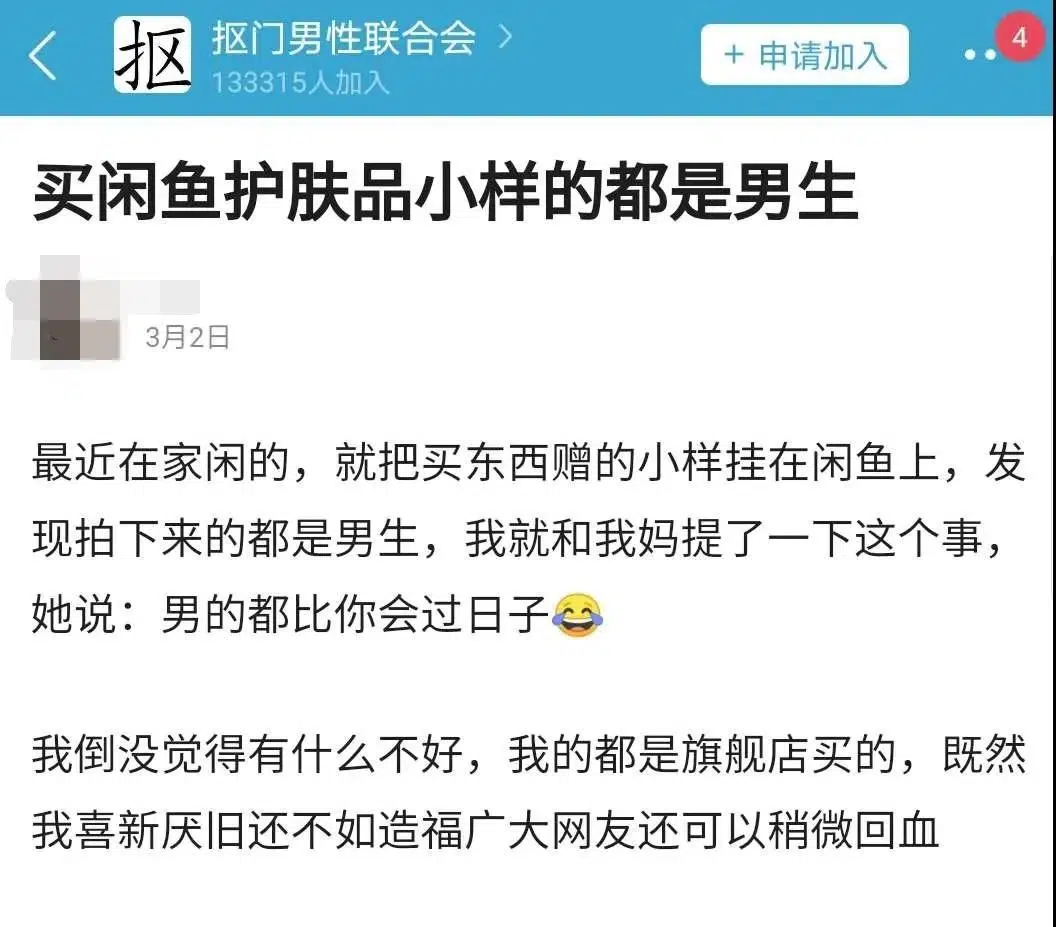 抠
抠门男性联合会
133315人加入
+ 申请加入
4
买闲鱼护肤品小样的都是男生
3月2日
最近在家闲的，就把买东西赠的小样挂在闲鱼上，发
现拍下来的都是男生，我就和我妈提了一下这个事，
她说：男的都比你会过日子😂
我倒没觉得有什么不好，我的都是旗舰店买的，既然
我喜新厌旧还不如造福广大网友还可以稍微回血